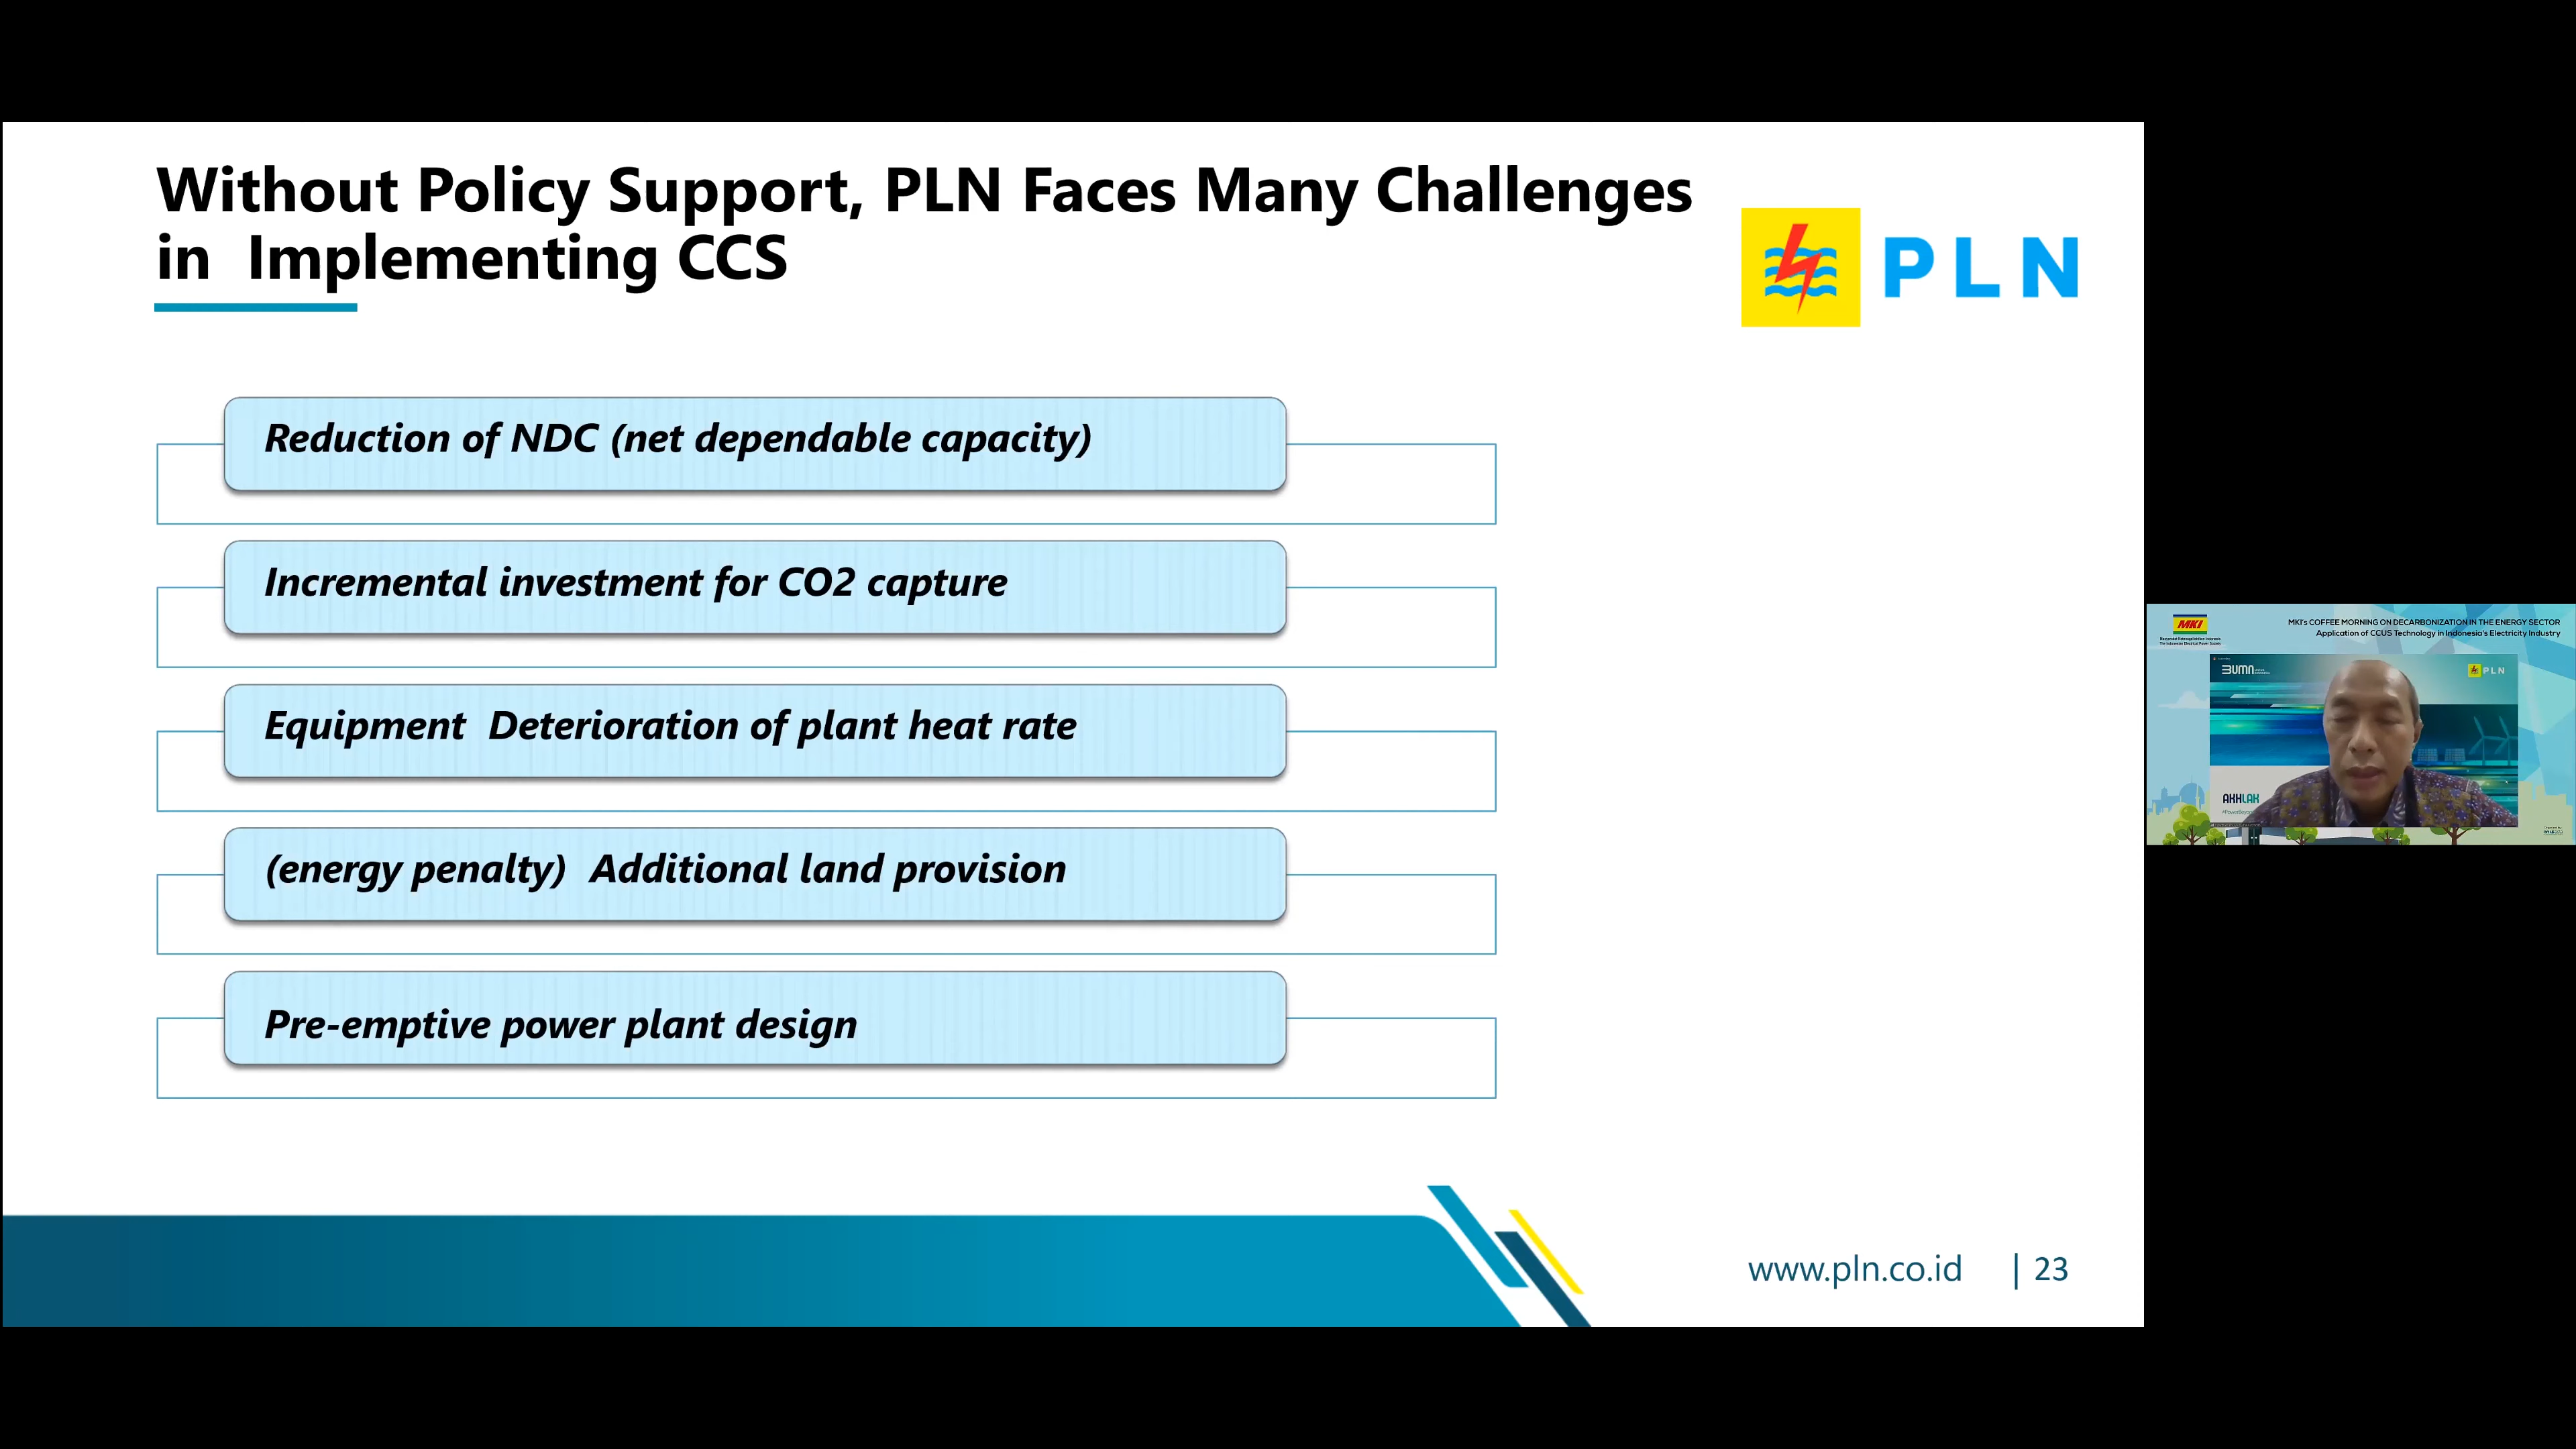 Without Policy Support, PLN Faces Many Challenges
in Implementing CCS
PLN
Reduction of NDC (net dependable capacity)
Incremental investment for CO2 capture
Equipment Deterioration of plant heat rate
(energy penalty) Additional land provision
Pre-emptive power plant design
www.pln.co.id | 23
MKI
MKI's COFFEE MORNING ON DECARBONIZATION IN THE ENERGY SECTOR
Application of CCUS Technology in Indonesia's Electricity Industry
BUMN
PLN
AKHLAK